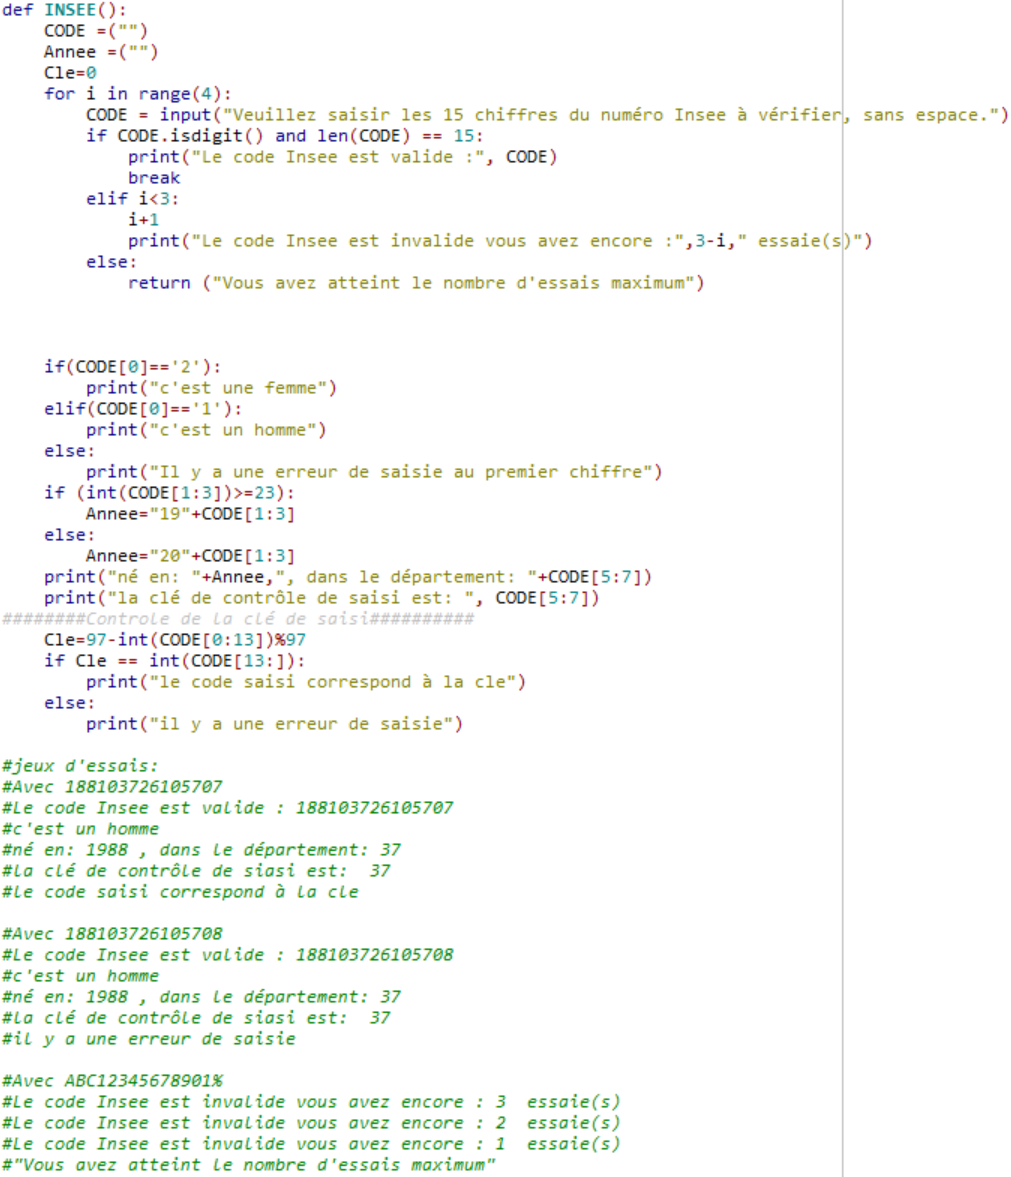 def INSEE():
    CODE =("")
    Annee =("")
    Cle=0
    for i in range(4):
        CODE = input("Veuillez saisir les 15 chiffres du numéro Insee à vérifier, sans espace.")
        if CODE.isdigit() and len(CODE) == 15:
            print("Le code Insee est valide :", CODE)
            break
        elif i<3:
            i+1
            print("Le code Insee est invalide vous avez encore :",3-i," essaie(s)")
        else:
            return ("Vous avez atteint le nombre d'essais maximum")
    if(CODE[0]=='2'):
        print("c'est une femme")
    elif(CODE[0]=='1'):
        print("c'est un homme")
    else:
        print("Il y a une erreur de saisie au premier chiffre")
    if (int(CODE[1:3])>=23):
        Annee="19"+CODE[1:3]
    else:
        Annee="20"+CODE[1:3]
    print("né en: "+Annee,", dans le département: "+CODE[5:7])
    print("la clé de contrôle de saisi est: ", CODE[5:7])
########Controle de la clé de saisi##########
    Cle=97-int(CODE[0:13])%97
    if Cle == int(CODE[13:]):
        print("le code saisi correspond à la cle")
    else:
        print("il y a une erreur de saisie")
#jeux d'essais:
#Avec 188103726105707
#Le code Insee est valide : 188103726105707
#c'est un homme
#né en: 1988 , dans le département: 37
#la clé de contrôle de siasi est:  37
#le code saisi correspond à la cle
#Avec 188103726105708
#Le code Insee est valide : 188103726105708
#c'est un homme
#né en: 1988 , dans le département: 37
#la clé de contrôle de siasi est:  37
#il y a une erreur de saisie
#Avec ABC12345678901%
#Le code Insee est invalide vous avez encore : 3  essaie(s)
#Le code Insee est invalide vous avez encore : 2  essaie(s)
#Le code Insee est invalide vous avez encore : 1  essaie(s)
#"Vous avez atteint le nombre d'essais maximum"